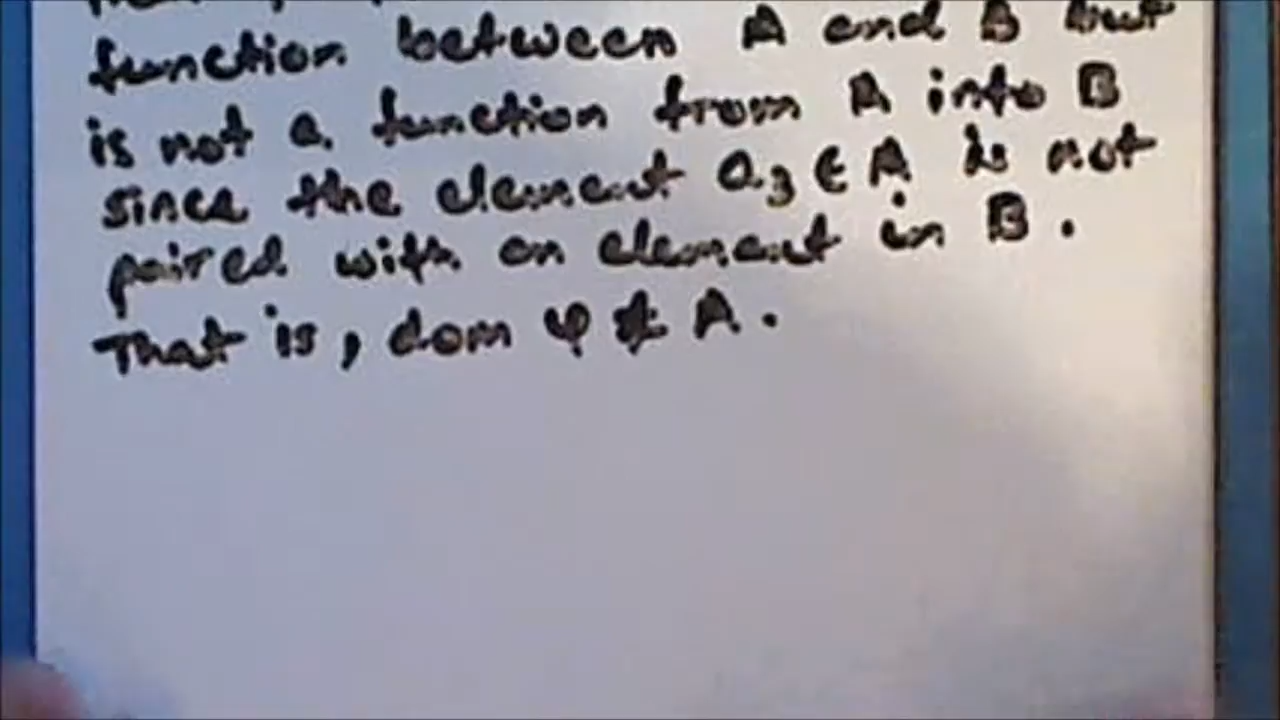 function between A and B but
is not a function from A into B
since the element a₃ ∈ A is not
paired with an element in B.
That is, dom φ ≠ A.